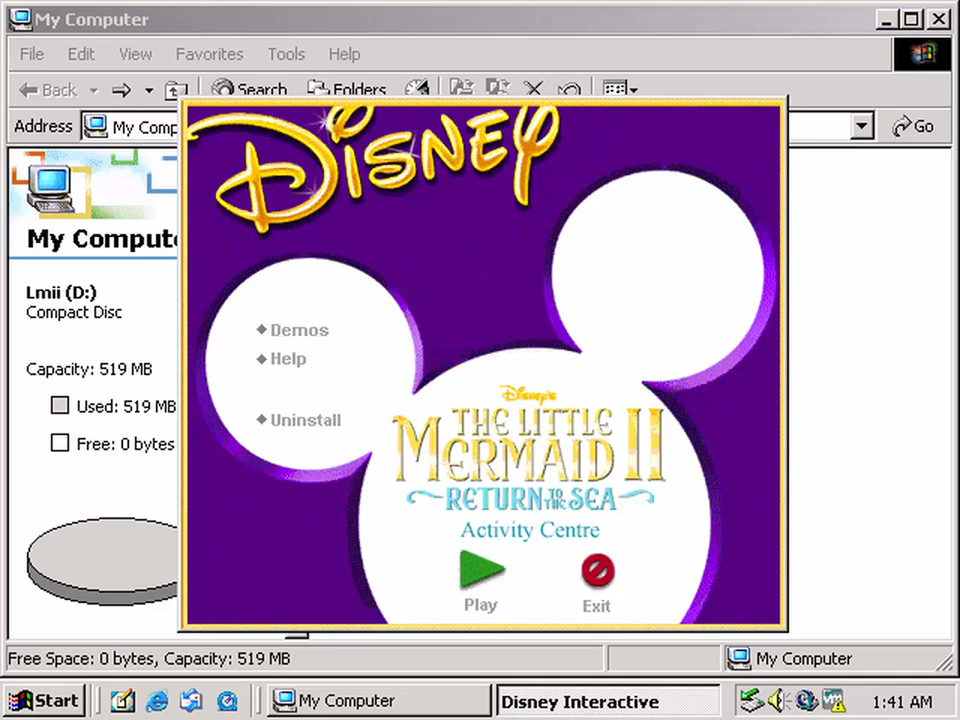 My Computer
File Edit View Favorites Tools Help
Back Search Folders
Address My Comp Go
DISNEY
My Compute
Lmii (D:)
Compact Disc
Capacity: 519 MB
Used: 519 MB
Free: 0 bytes
Demos
Help
Uninstall
Disney's
THE LITTLE
MERMAID II
RETURN TO THE SEA
Activity Centre
Play Exit
Free Space: 0 bytes, Capacity: 519 MB My Computer
Start My Computer Disney Interactive 1:41 AM